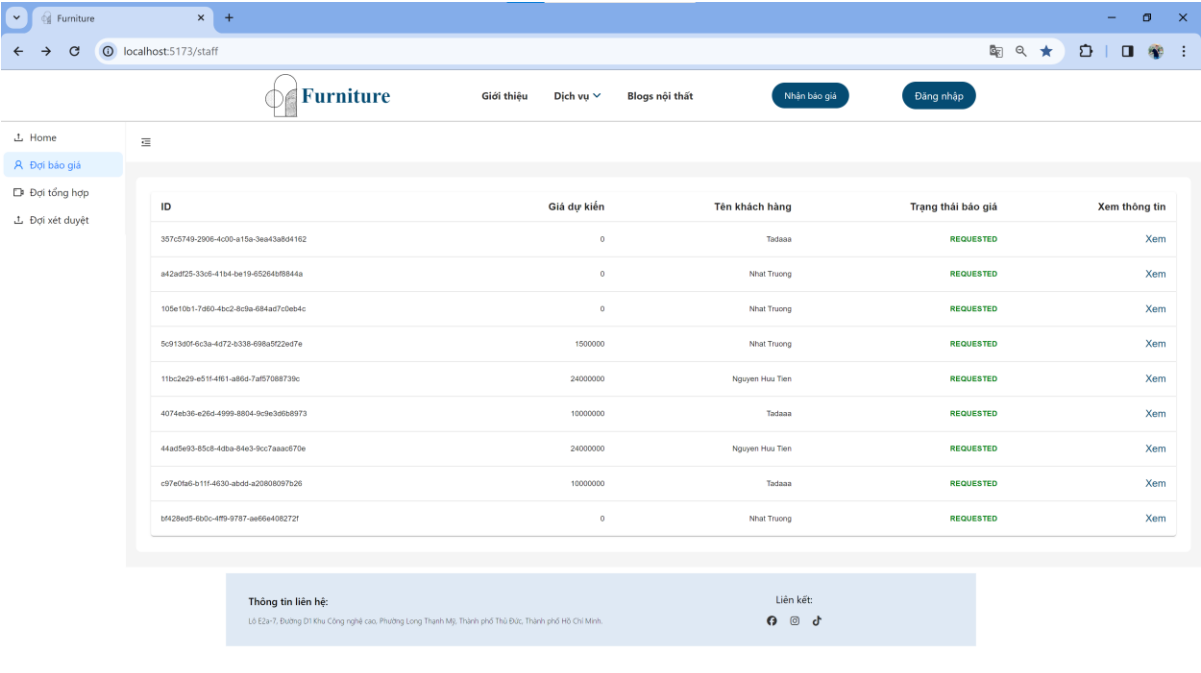 Furniture
localhost:5173/staff
Furniture
Giới thiệu Dịch vụ Blogs nội thất Nhận báo giá Đăng nhập
Home
Đợi báo giá
Đợi tổng hợp
Đợi xét duyệt
ID Giá dự kiến Tên khách hàng Trạng thái báo giá Xem thông tin
357c5749-2906-4c00-a15a-3ea43a8d4162 0 Tadaaa REQUESTED Xem
a42adf25-33c6-41b4-be19-65264bf8844a 0 Nhat Truong REQUESTED Xem
105e10b1-7d60-4bc2-8c9a-684ad7c0eb4c 0 Nhat Truong REQUESTED Xem
5c913d0f-6c3a-4d72-b338-698a5f22ed7e 1500000 Nhat Truong REQUESTED Xem
11bc2e29-e51f-4f61-a86d-7af57088739c 24000000 Nguyen Huu Tien REQUESTED Xem
4074eb36-e26d-4999-8804-9c9e3d6b8973 10000000 Tadaaa REQUESTED Xem
44ad5e93-85c8-4dba-84e3-9cc7aaac670e 24000000 Nguyen Huu Tien REQUESTED Xem
c97e0fa6-b11f-4630-abdd-a20808097b26 10000000 Tadaaa REQUESTED Xem
bf428ed5-6b0c-4ff9-9787-ae66e408272f 0 Nhat Truong REQUESTED Xem
Thông tin liên hệ:
Lô E2a-7, Đường D1 Khu Công nghệ cao, Phường Long Thạnh Mỹ, Thành phố Thủ Đức, Thành phố Hồ Chí Minh.
Liên kết: